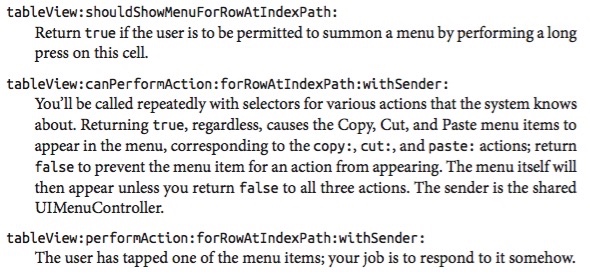 tableView:shouldShowMenuForRowAtIndexPath:
Return true if the user is to be permitted to summon a menu by performing a long
press on this cell.
tableView:canPerformAction:forRowAtIndexPath:withSender:
You’ll be called repeatedly with selectors for various actions that the system knows
about. Returning true, regardless, causes the Copy, Cut, and Paste menu items to
appear in the menu, corresponding to the copy:, cut:, and paste: actions; return
false to prevent the menu item for an action from appearing. The menu itself will
then appear unless you return false to all three actions. The sender is the shared
UIMenuController.
tableView:performAction:forRowAtIndexPath:withSender:
The user has tapped one of the menu items; your job is to respond to it somehow.